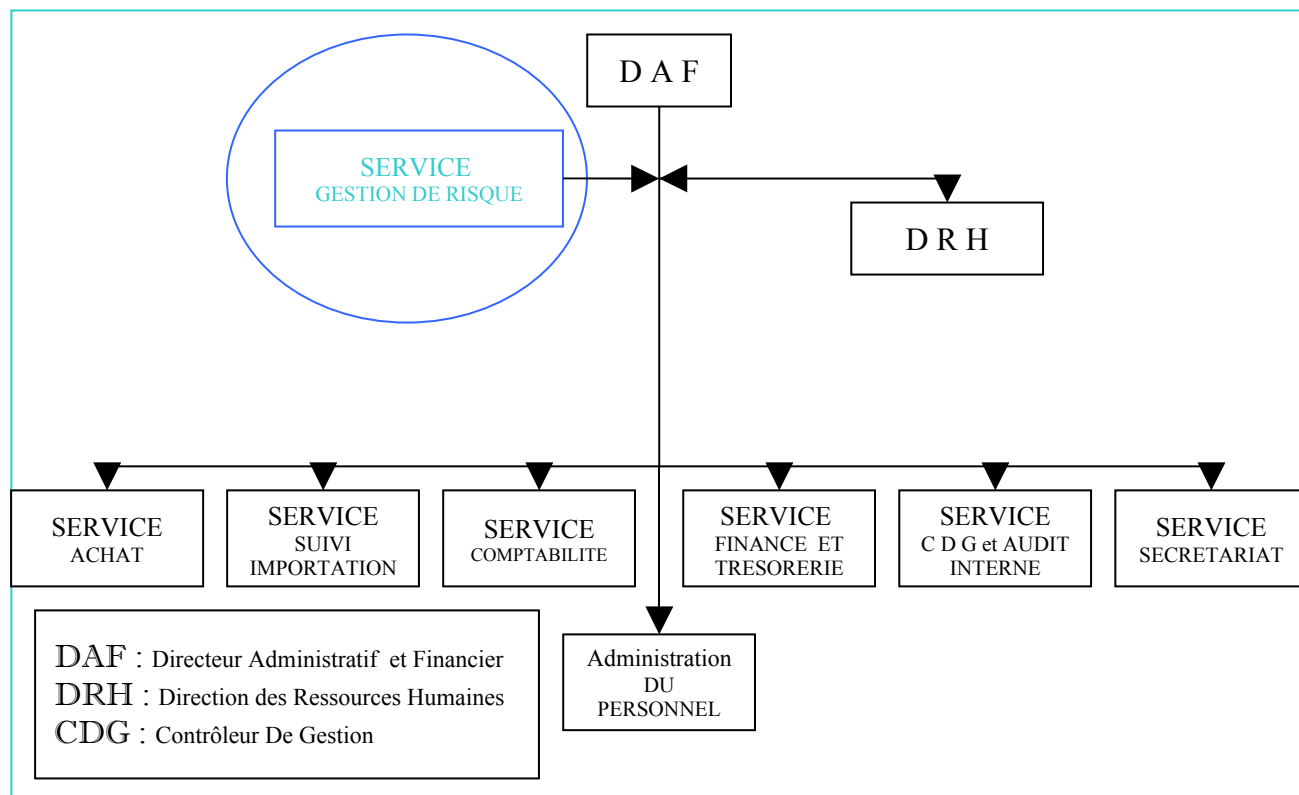 D A F
SERVICE
GESTION DE RISQUE
D R H
SERVICE
ACHAT
SERVICE
SUIVI
IMPORTATION
SERVICE
COMPTABILITE
SERVICE
FINANCE ET
TRESORERIE
SERVICE
C D G et AUDIT
INTERNE
SERVICE
SECRETARIAT
DAF : Directeur Administratif et Financier
DRH : Direction des Ressources Humaines
CDG : Contrôleur De Gestion
Administration
DU
PERSONNEL